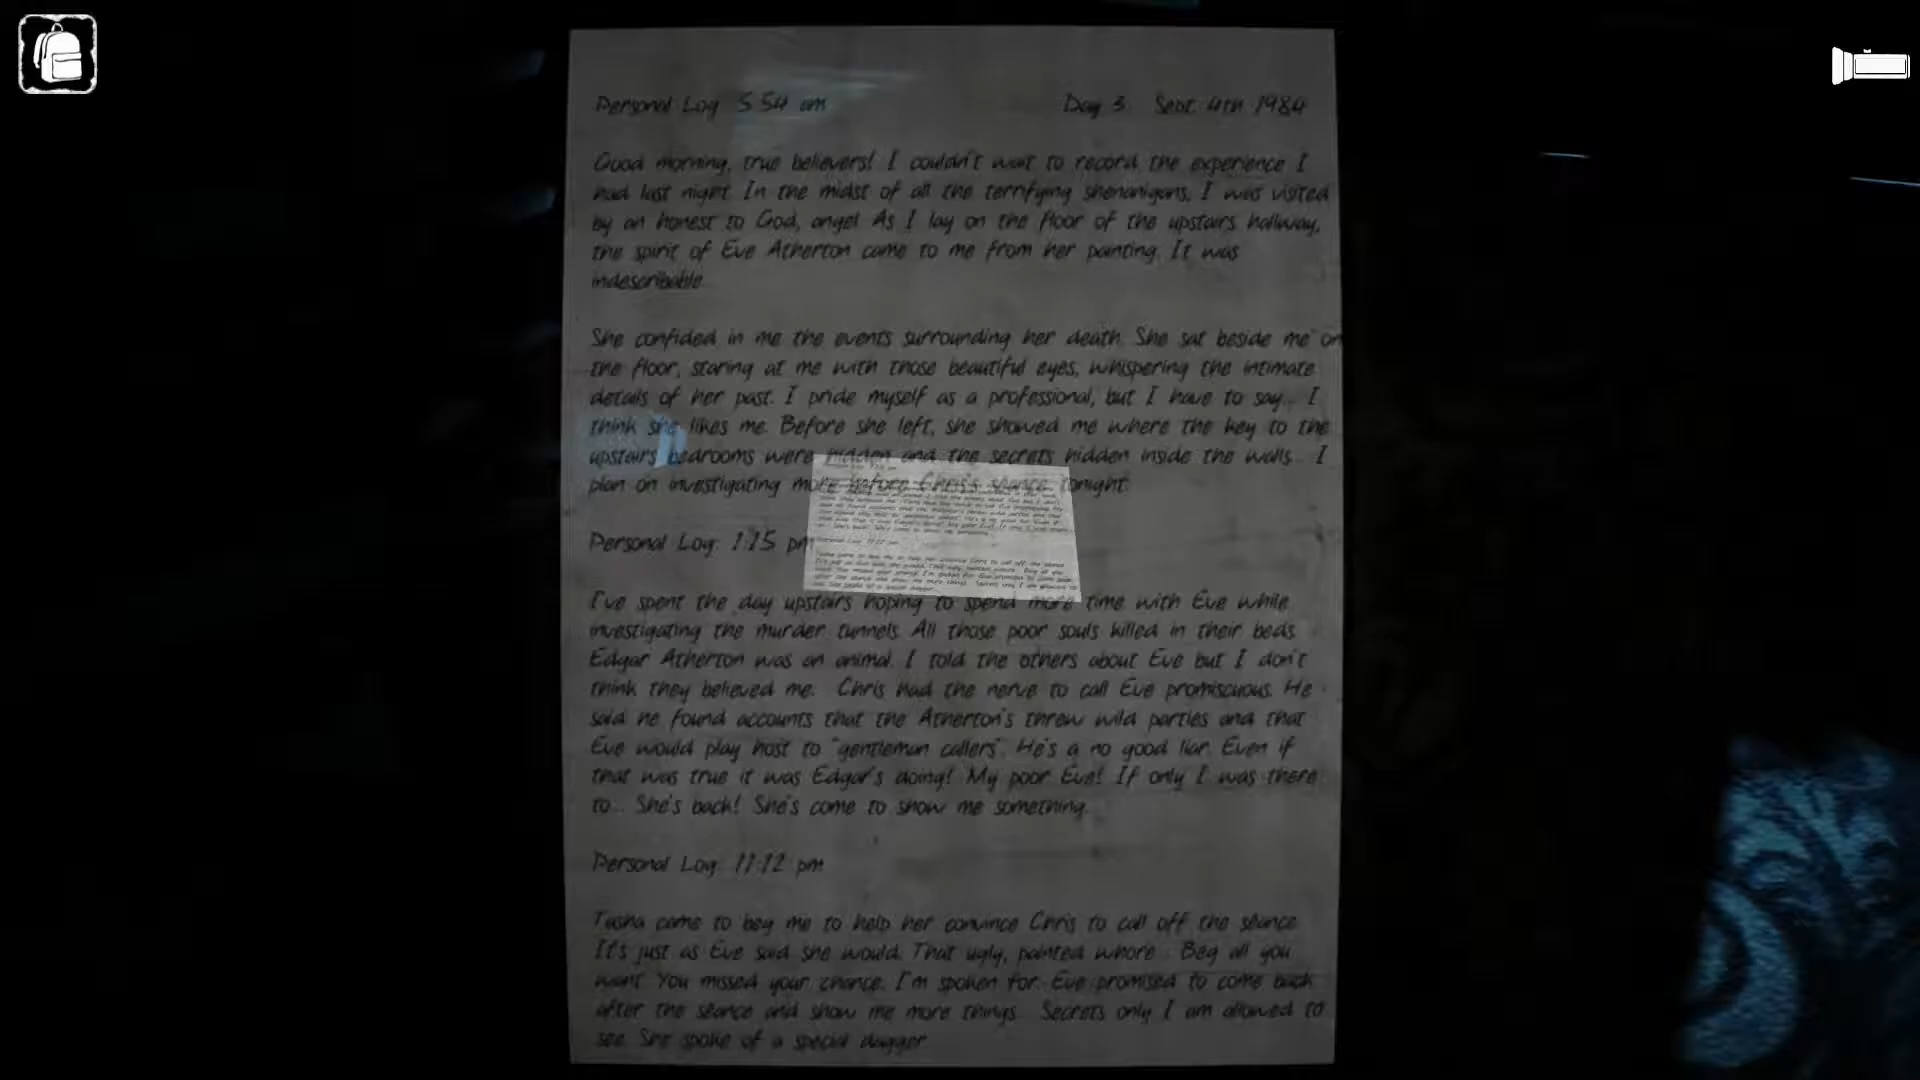 Personal Log: 5:54 am Day 3: Sept. 4th 1984
Good morning, true believers! I couldn't wait to record the experience I
had last night. In the midst of all the terrifying shenanigans, I was visited
by an honest to God, angel. As I lay on the floor of the upstairs hallway,
the spirit of Eve Atherton came to me from her painting. It was
indescribable.
She confided in me the events surrounding her death. She sat beside me on
the floor, staring at me with those beautiful eyes, whispering the intimate
details of her past. I pride myself as a professional, but I have to say... I
think she likes me. Before she left, she showed me where the key to the
upstairs bedrooms were hidden and the secrets hidden inside the walls... I
plan on investigating more before Chris's seance tonight.
Personal Log: 1:15 pm
I've spent the day upstairs hoping to spend more time with Eve while
investigating the murder tunnels. All those poor souls killed in their beds.
Edgar Atherton was an animal. I told the others about Eve but I don't
think they believed me. Chris had the nerve to call Eve promiscuous. He
said he found accounts that the Atherton's threw wild parties and that
Eve would play host to "gentleman callers". He's a no good liar. Even if
that was true it was Edgar's doing! My poor Eve! If only I was there
to... She's back! She's come to show me something...
Personal Log: 11:12 pm
Tasha came to beg me to help her convince Chris to call off the séance.
It's just as Eve said she would. That ugly, painted whore... Beg all you
want. You missed your chance. I'm spoken for. Eve promised to come back
after the séance and show me more things... Secrets only I am allowed to
see. She spoke of a special dagger...